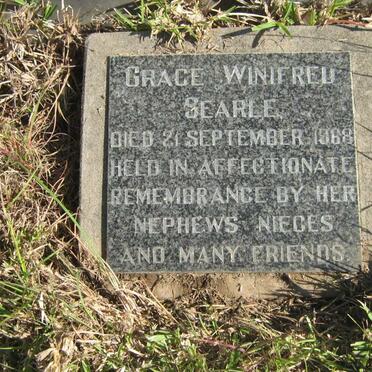 GRACE WINIFRED
SEARLE.
DIED 21 SEPTEMBER, 1968
HELD IN AFFECTIONATE
REMEMBRANCE BY HER
NEPHEWS NIECES
AND MANY FRIENDS.